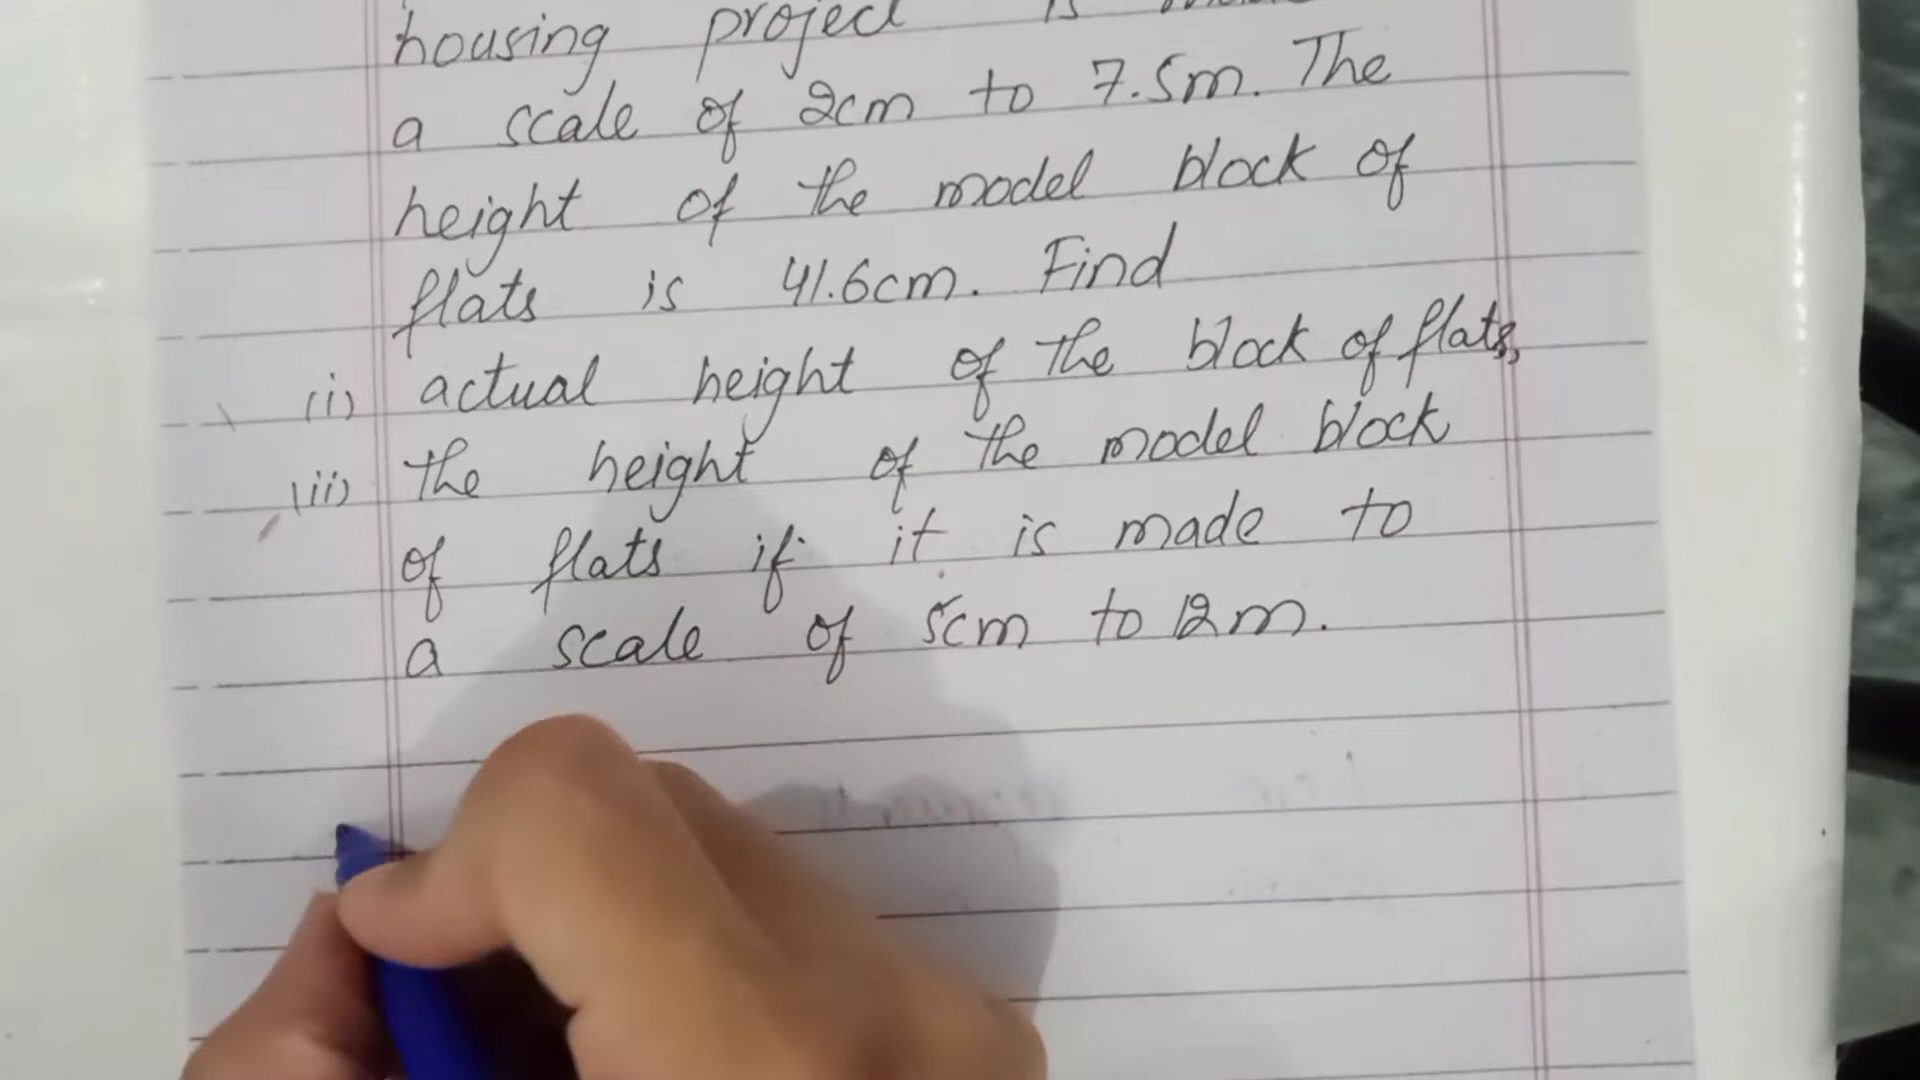 housing project is
a scale of 2cm to 7.5m. The
height of the model block of
flats is 41.6cm. Find
(i) actual height of the block of flats,
(ii) the height of the model block
of flats if it is made to
a scale of 5cm to 12m.